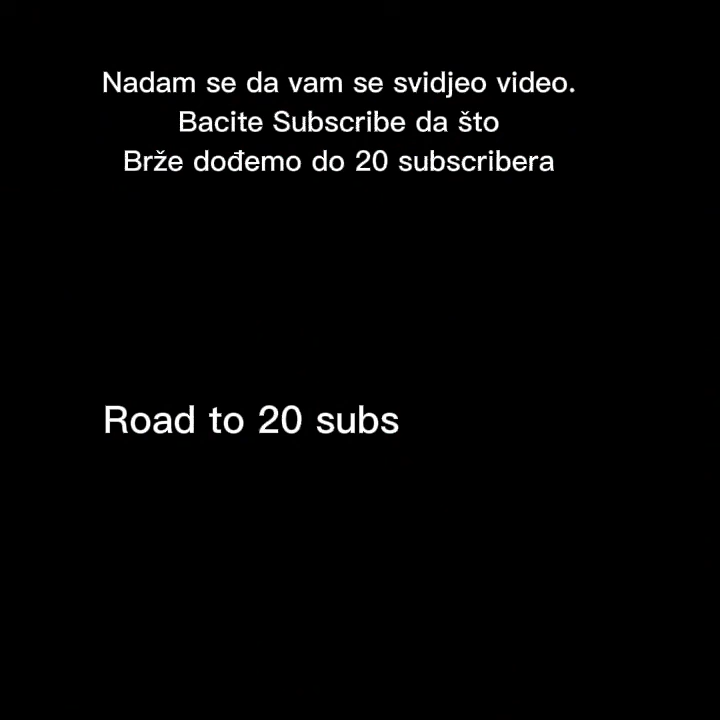 Nadam se da vam se svidjeo video.
Bacite Subscribe da što
Brže dođemo do 20 subscribera
Road to 20 subs